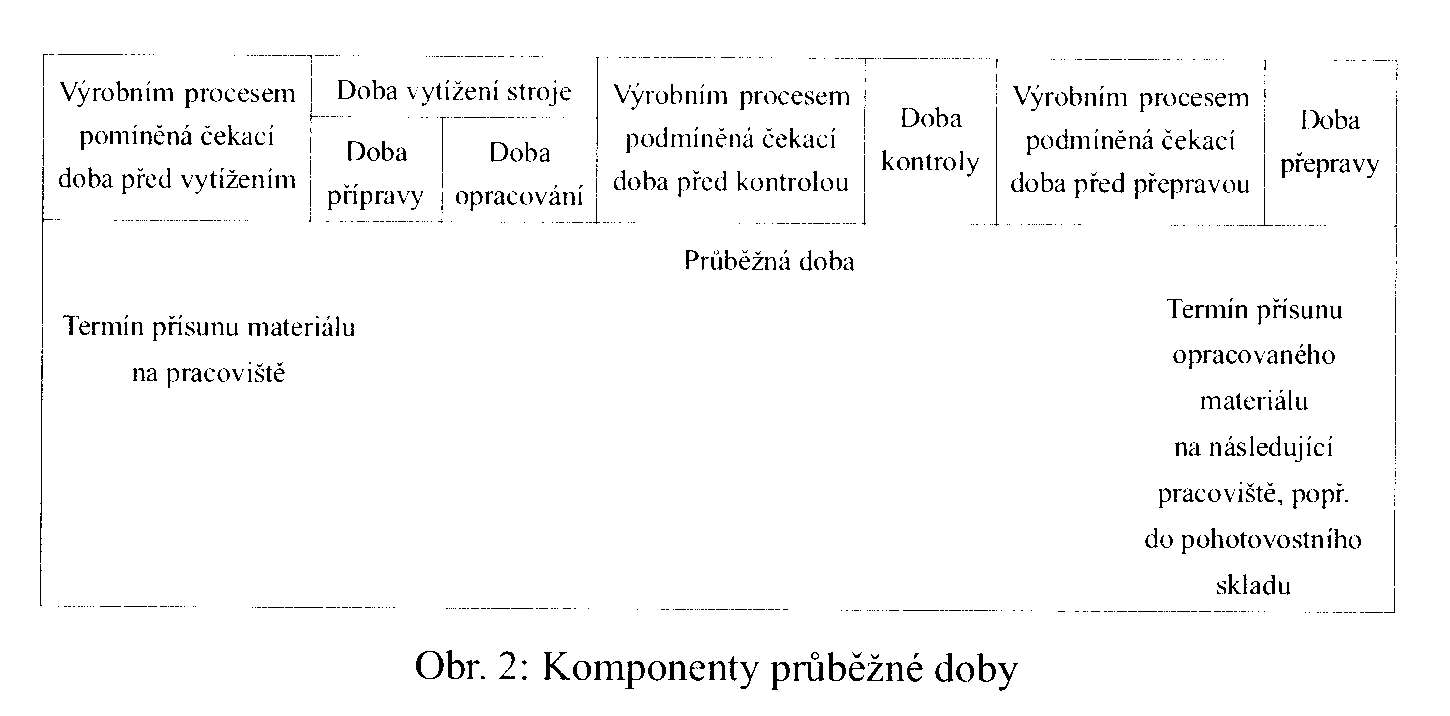 Výrobním procesem
pomíněná čekací
doba před vytížením
Doba vytížení stroje
Doba
přípravy
Doba
opracování
Výrobním procesem
podmíněná čekací
doba před kontrolou
Doba
kontroly
Výrobním procesem
podmíněná čekací
doba před přepravou
Doba
přepravy
Průběžná doba
Termín přísunu materiálu
na pracoviště
Termín přísunu
opracovaného
materiálu
na následující
pracoviště, popř.
do pohotovostního
skladu
Obr. 2: Komponenty průběžné doby